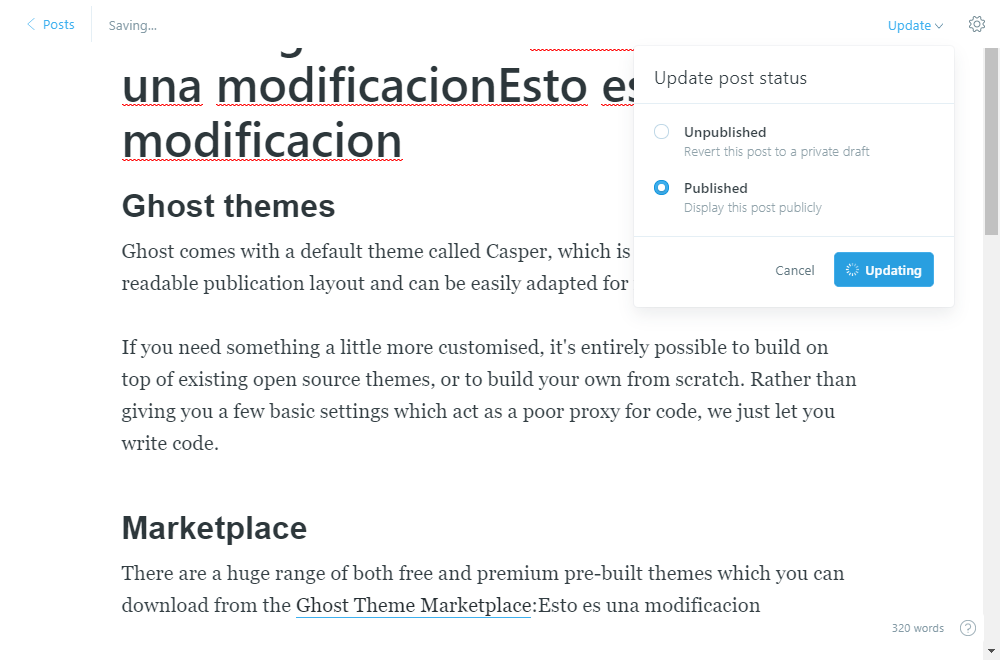 Posts
Saving...
Update
una modificacionEsto es
modificacion
Update post status
Unpublished
Revert this post to a private draft
Published
Display this post publicly
Cancel
Updating
Ghost themes
Ghost comes with a default theme called Casper, which is
readable publication layout and can be easily adapted for
If you need something a little more customised, it's entirely possible to build on
top of existing open source themes, or to build your own from scratch. Rather than
giving you a few basic settings which act as a poor proxy for code, we just let you
write code.
Marketplace
There are a huge range of both free and premium pre-built themes which you can
download from the Ghost Theme Marketplace:Esto es una modificacion
320 words
?